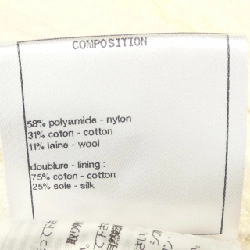 COMPOSITION
58% polyamide - nylon
31% coton - cotton
11% laine - wool
doublure - lining :
75% coton - cotton
25% soie - silk